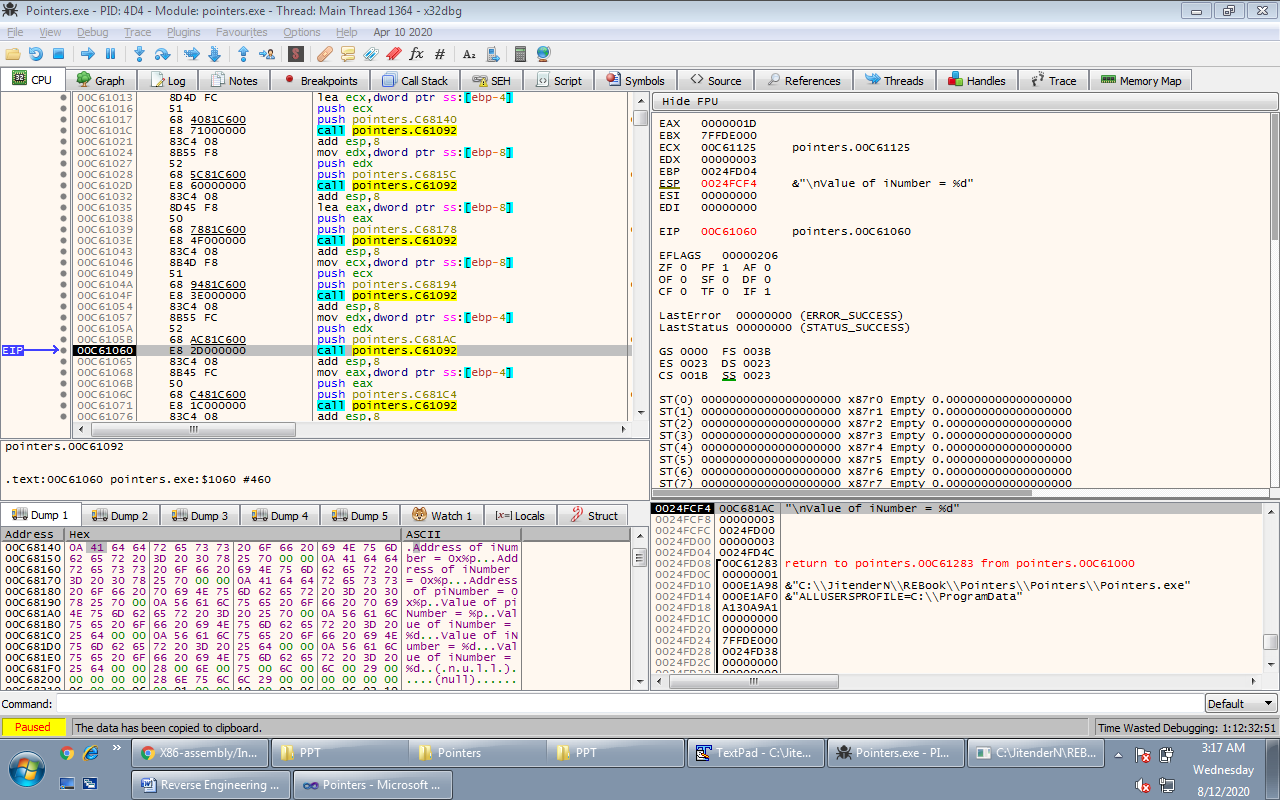 Pointers.exe - PID: 4D4 - Module: pointers.exe - Thread: Main Thread 1364 - x32dbg
File View Debug Trace Plugins Favourites Options Help Apr 10 2020
CPU Graph Log Notes Breakpoints Call Stack SEH Script Symbols Source References Threads Handles Trace Memory Map
00C61013 8D4D FC lea ecx,dword ptr ss:[ebp-4]
00C61016 51 push ecx
00C61017 68 4081C600 push pointers.C68140
00C6101C E8 71000000 call pointers.C61092
00C61021 83C4 08 add esp,8
00C61024 8B55 F8 mov edx,dword ptr ss:[ebp-8]
00C61027 52 push edx
00C61028 68 5C81C600 push pointers.C6815C
00C6102D E8 60000000 call pointers.C61092
00C61032 83C4 08 add esp,8
00C61035 8D45 F8 lea eax,dword ptr ss:[ebp-8]
00C61038 50 push eax
00C61039 68 7881C600 push pointers.C68178
00C6103E E8 4F000000 call pointers.C61092
00C61043 83C4 08 add esp,8
00C61046 8B4D F8 mov ecx,dword ptr ss:[ebp-8]
00C61049 51 push ecx
00C6104A 68 9481C600 push pointers.C68194
00C6104F E8 3E000000 call pointers.C61092
00C61054 83C4 08 add esp,8
00C61057 8B55 FC mov edx,dword ptr ss:[ebp-4]
00C6105A 52 push edx
00C6105B 68 AC81C600 push pointers.C681AC
EIP 00C61060 E8 2D000000 call pointers.C61092
00C61065 83C4 08 add esp,8
00C61068 8B45 FC mov eax,dword ptr ss:[ebp-4]
00C6106B 50 push eax
00C6106C 68 C481C600 push pointers.C681C4
00C61071 E8 1C000000 call pointers.C61092
00C61076 83C4 08 add esp,8
Hide FPU
EAX 0000001D
EBX 7FFDE000
ECX 00C61125 pointers.00C61125
EDX 00000003
EBP 0024FD04
ESP 0024FCF4 &"\nValue of iNumber = %d"
ESI 00000000
EDI 00000000
EIP 00C61060 pointers.00C61060
EFLAGS 00000206
ZF 0 PF 1 AF 0
OF 0 SF 0 DF 0
CF 0 TF 0 IF 1
LastError 00000000 (ERROR_SUCCESS)
LastStatus 00000000 (STATUS_SUCCESS)
GS 0000 FS 003B
ES 0023 DS 0023
CS 001B SS 0023
ST(0) 00000000000000000000 x87r0 Empty 0.000000000000000000
ST(1) 00000000000000000000 x87r1 Empty 0.000000000000000000
ST(2) 00000000000000000000 x87r2 Empty 0.000000000000000000
ST(3) 00000000000000000000 x87r3 Empty 0.000000000000000000
ST(4) 00000000000000000000 x87r4 Empty 0.000000000000000000
ST(5) 00000000000000000000 x87r5 Empty 0.000000000000000000
ST(6) 00000000000000000000 x87r6 Empty 0.000000000000000000
ST(7) 00000000000000000000 x87r7 Empty 0.000000000000000000
pointers.00C61092
.text:00C61060 pointers.exe:$1060 #460
Dump 1 Dump 2 Dump 3 Dump 4 Dump 5 Watch 1 Locals Struct
Address Hex ASCII
00C68140 0A 41 64 64 72 65 73 73 20 6F 66 20 69 4E 75 6D .Address of iNum
00C68150 62 65 72 20 3D 20 30 78 25 70 00 00 0A 41 64 64 ber = 0x%p...Add
00C68160 72 65 73 73 20 6F 66 20 69 4E 75 6D 62 65 72 20 ress of iNumber
00C68170 3D 20 30 78 25 70 00 00 0A 41 64 64 72 65 73 73 = 0x%p...Address
00C68180 20 6F 66 20 70 69 4E 75 6D 62 65 72 20 3D 20 30 of piNumber = 0
00C68190 78 25 70 00 0A 56 61 6C 75 65 20 6F 66 20 70 69 x%p..Value of pi
00C681A0 4E 75 6D 62 65 72 20 3D 20 25 70 00 0A 56 61 6C Number = %p..Val
00C681B0 75 65 20 6F 66 20 69 4E 75 6D 62 65 72 20 3D 20 ue of iNumber =
00C681C0 25 64 00 00 0A 56 61 6C 75 65 20 6F 66 20 69 4E %d...Value of iN
00C681D0 75 6D 62 65 72 20 3D 20 25 64 00 00 0A 56 61 6C umber = %d...Val
00C681E0 75 65 20 6F 66 20 69 4E 75 6D 62 65 72 20 3D 20 ue of iNumber =
00C681F0 25 64 00 00 28 00 6E 00 75 00 6C 00 6C 00 29 00 %d..(.n.u.l.l.).
00C68200 00 00 00 00 28 6E 75 6C 6C 29 00 00 00 00 00 00 ....(null)......
0024FCF4 00C681AC "\nValue of iNumber = %d"
0024FCF8 00000003
0024FCFC 0024FD00
0024FD00 00000003
0024FD04 0024FD4C
0024FD08 00C61283 return to pointers.00C61283 from pointers.00C61000
0024FD0C 00000001
0024FD10 000E1A98 &"C:\\JitenderN\\REBook\\Pointers\\Pointers\\Pointers.exe"
0024FD14 000E1AF0 &"ALLUSERSPROFILE=C:\\ProgramData"
0024FD18 A130A9A1
0024FD1C 00000000
0024FD20 00000000
0024FD24 7FFDE000
0024FD28 0024FD38
0024FD2C 00000000
Command: Default
Paused The data has been copied to clipboard. Time Wasted Debugging: 1:12:32:51
X86-assembly/In... PPT Pointers PPT TextPad - C:\Jite... Pointers.exe - PI... C:\JitenderN\REB...
Reverse Engineering ... Pointers - Microsoft ...
3:17 AM
Wednesday
8/12/2020